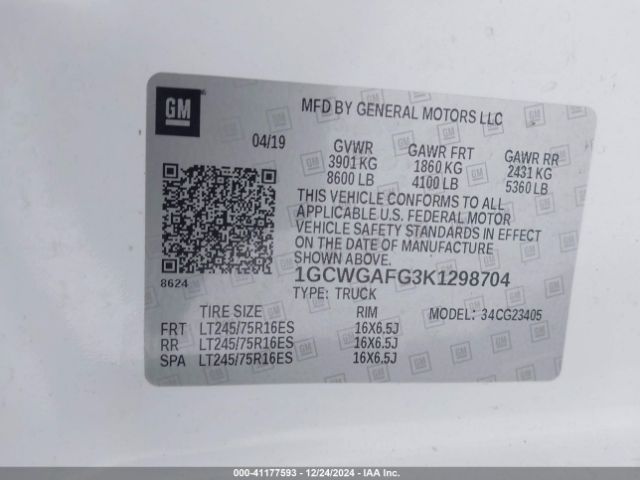 GM
MFD BY GENERAL MOTORS LLC
04/19
GVWR
3901 KG
8600 LB
GAWR FRT
1860 KG
4100 LB
GAWR RR
2431 KG
5360 LB
THIS VEHICLE CONFORMS TO ALL
APPLICABLE U.S. FEDERAL MOTOR
VEHICLE SAFETY STANDARDS IN EFFECT
ON THE DATE OF MANUFACTURE
SHOWN ABOVE.
1GCWGAFG3K1298704
8624
TYPE: TRUCK
TIRE SIZE RIM MODEL: 34CG23405
FRT LT245/75R16ES 16X6.5J
RR LT245/75R16ES 16X6.5J
SPA LT245/75R16ES 16X6.5J
000-41177593 - 12/24/2024 - IAA Inc.